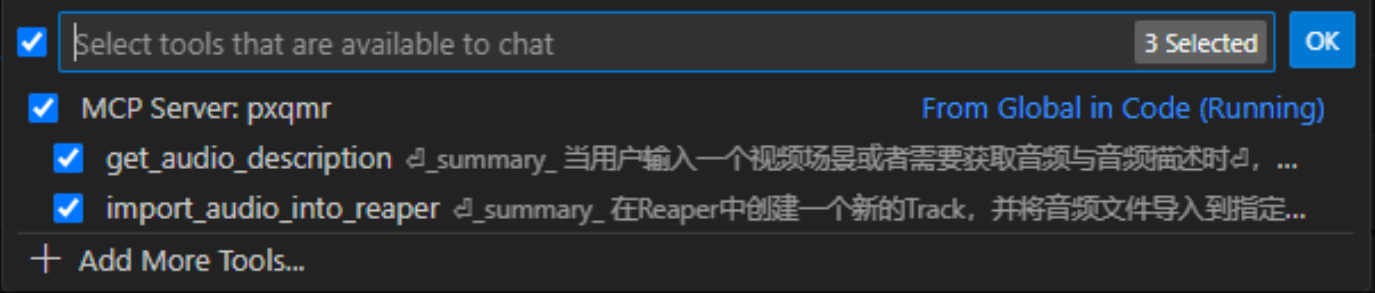 Select tools that are available to chat 3 Selected OK
MCP Server: pxqmr From Global in Code (Running)
get_audio_description ⏎_summary_ 当用户输入一个视频场景或者需要获取音频与音频描述时⏎，...
import_audio_into_reaper ⏎_summary_ 在Reaper中创建一个新的Track，并将音频文件导入到指定...
+ Add More Tools...